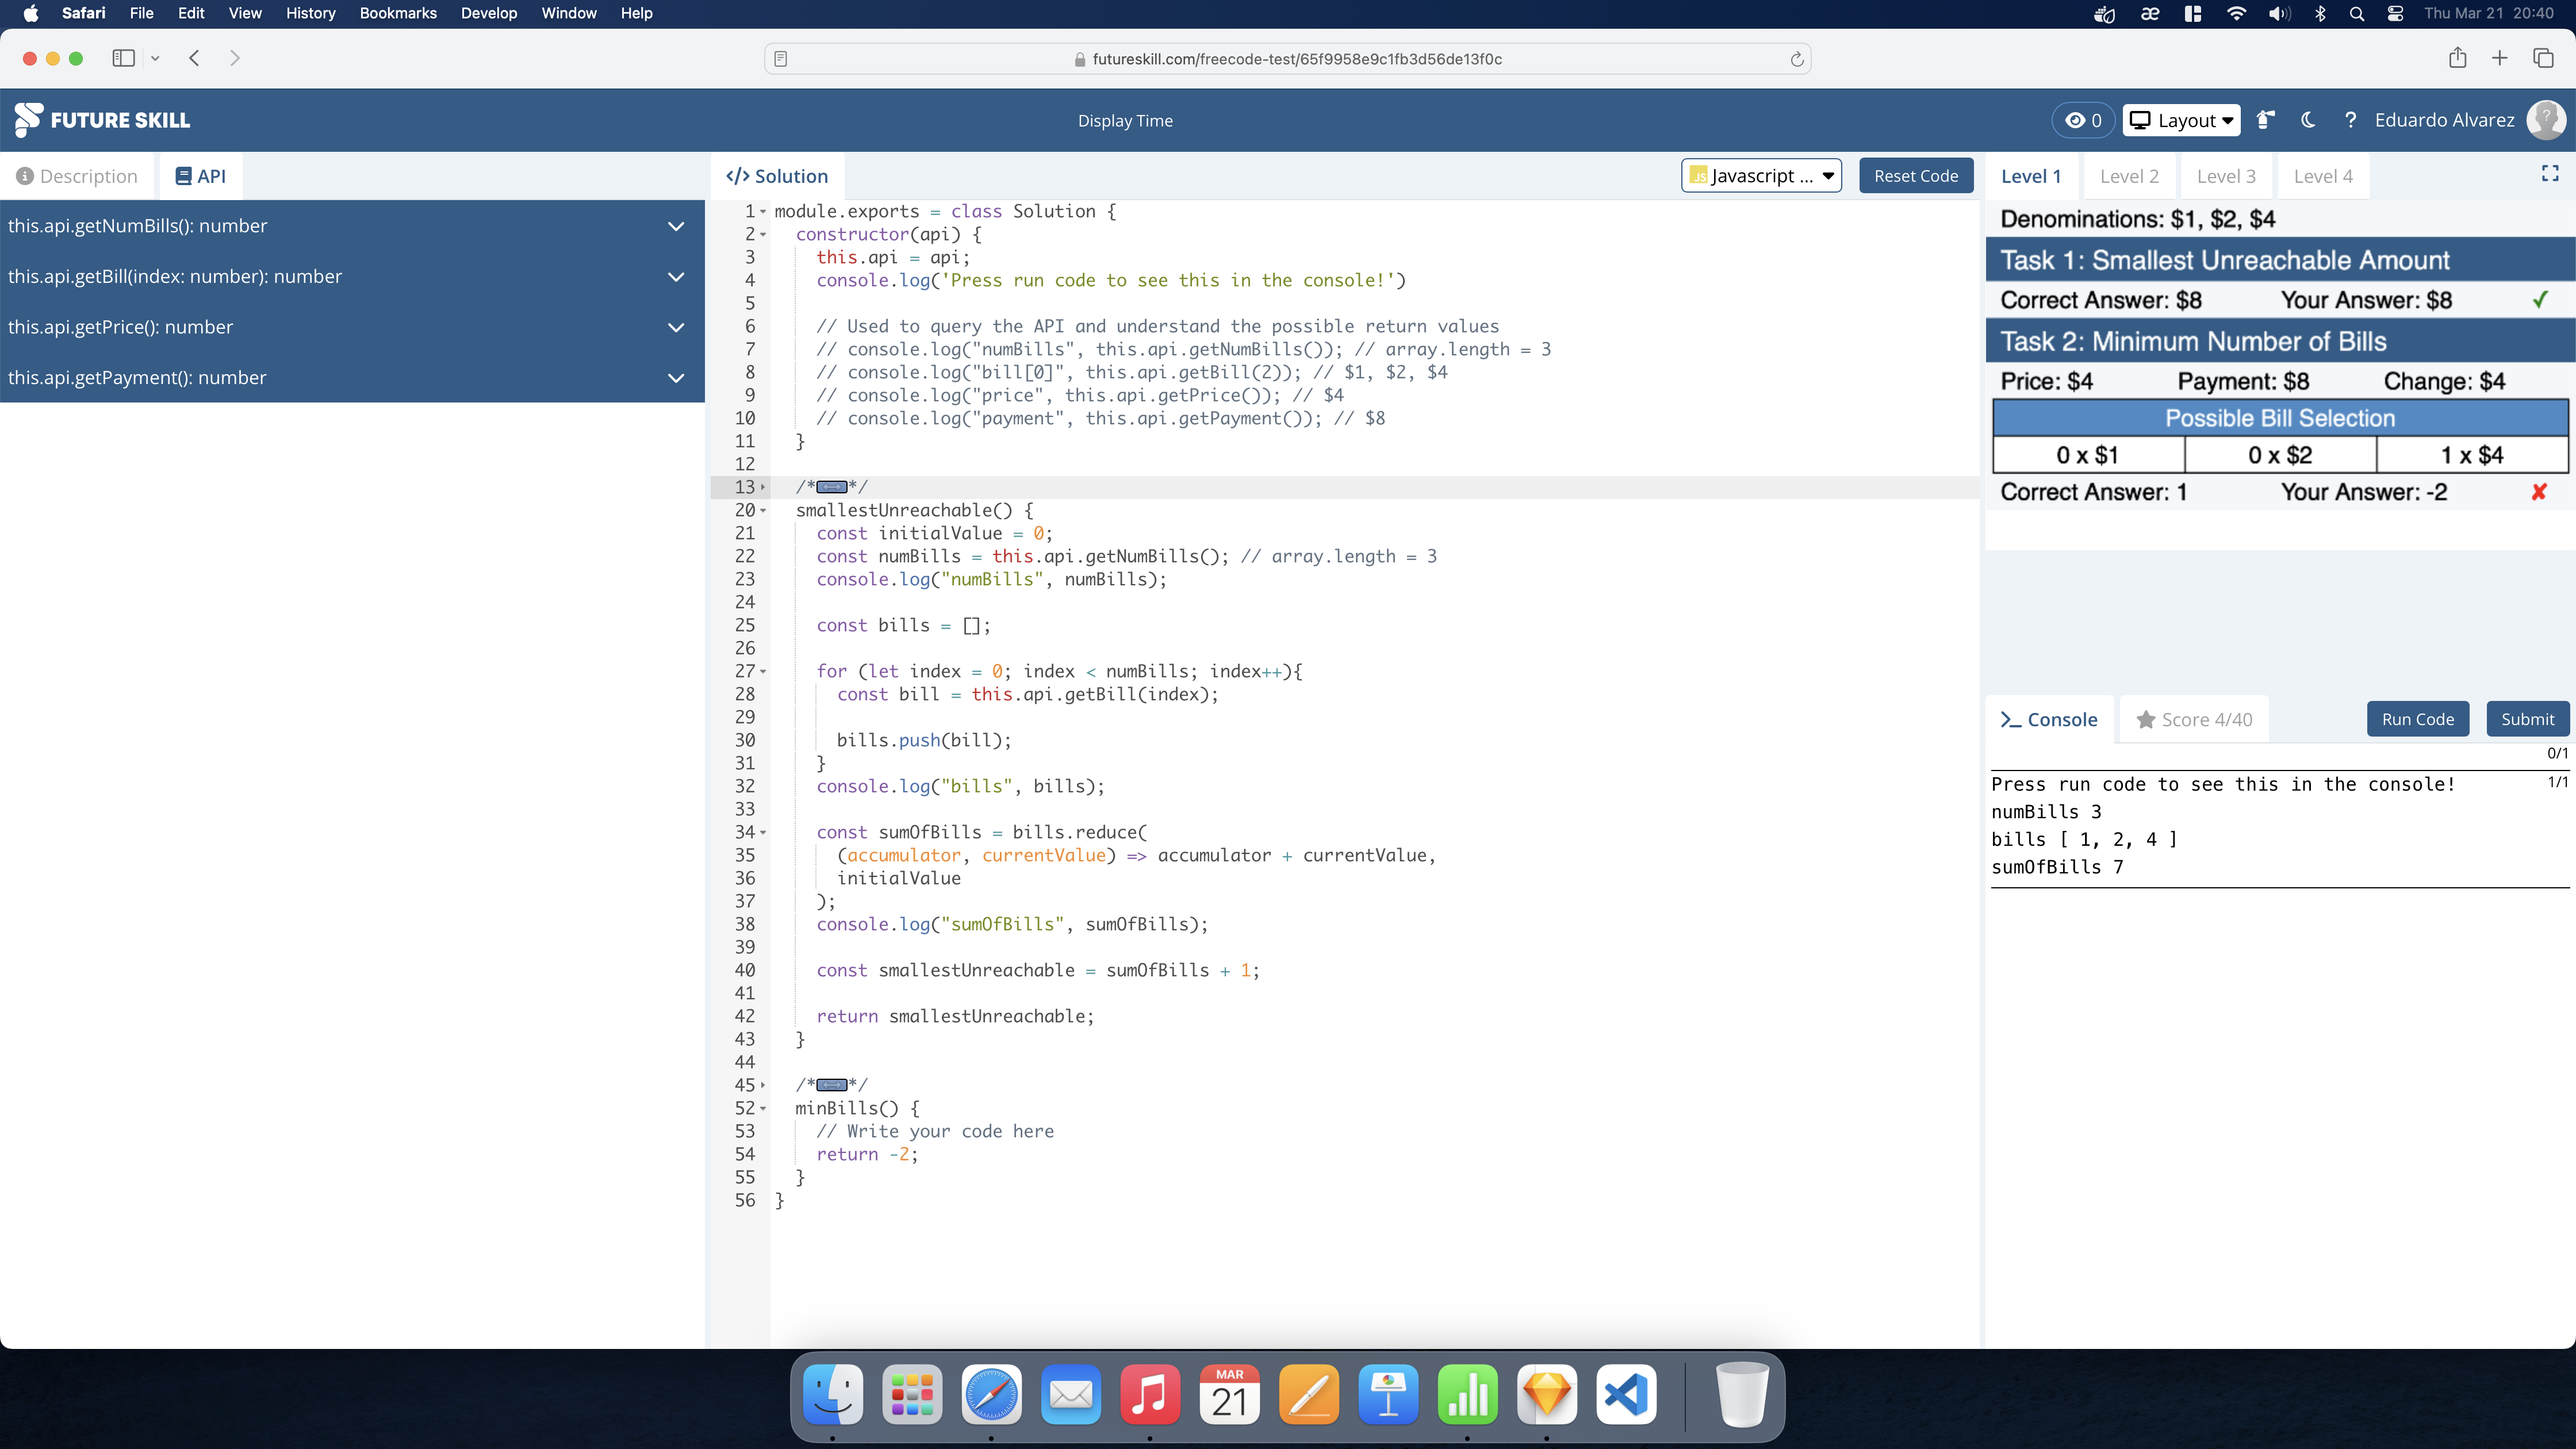 Safari File Edit View History Bookmarks Develop Window Help Thu Mar 21 20:40
futureskill.com/freecode-test/65f9958e9c1fb3d56de13f0c
FUTURE SKILL Display Time 0 Layout ? Eduardo Alvarez ?
Description API
this.api.getNumBills(): number
this.api.getBill(index: number): number
this.api.getPrice(): number
this.api.getPayment(): number
</> Solution JS Javascript ... Reset Code
1 module.exports = class Solution {
2 constructor(api) {
3 this.api = api;
4 console.log('Press run code to see this in the console!')
5
6 // Used to query the API and understand the possible return values
7 // console.log("numBills", this.api.getNumBills()); // array.length = 3
8 // console.log("bill[0]", this.api.getBill(2)); // $1, $2, $4
9 // console.log("price", this.api.getPrice()); // $4
10 // console.log("payment", this.api.getPayment()); // $8
11 }
12
13 /*↔*/
20 smallestUnreachable() {
21 const initialValue = 0;
22 const numBills = this.api.getNumBills(); // array.length = 3
23 console.log("numBills", numBills);
24
25 const bills = [];
26
27 for (let index = 0; index < numBills; index++){
28 const bill = this.api.getBill(index);
29
30 bills.push(bill);
31 }
32 console.log("bills", bills);
33
34 const sumOfBills = bills.reduce(
35 (accumulator, currentValue) => accumulator + currentValue,
36 initialValue
37 );
38 console.log("sumOfBills", sumOfBills);
39
40 const smallestUnreachable = sumOfBills + 1;
41
42 return smallestUnreachable;
43 }
44
45 /*↔*/
52 minBills() {
53 // Write your code here
54 return -2;
55 }
56 }
Level 1 Level 2 Level 3 Level 4
Denominations: $1, $2, $4
Task 1: Smallest Unreachable Amount
Correct Answer: $8 Your Answer: $8 ✓
Task 2: Minimum Number of Bills
Price: $4 Payment: $8 Change: $4
Possible Bill Selection
0 x $1 0 x $2 1 x $4
Correct Answer: 1 Your Answer: -2 ✘
>_ Console Score 4/40 Run Code Submit
0/1
Press run code to see this in the console! 1/1
numBills 3
bills [ 1, 2, 4 ]
sumOfBills 7
MAR
21